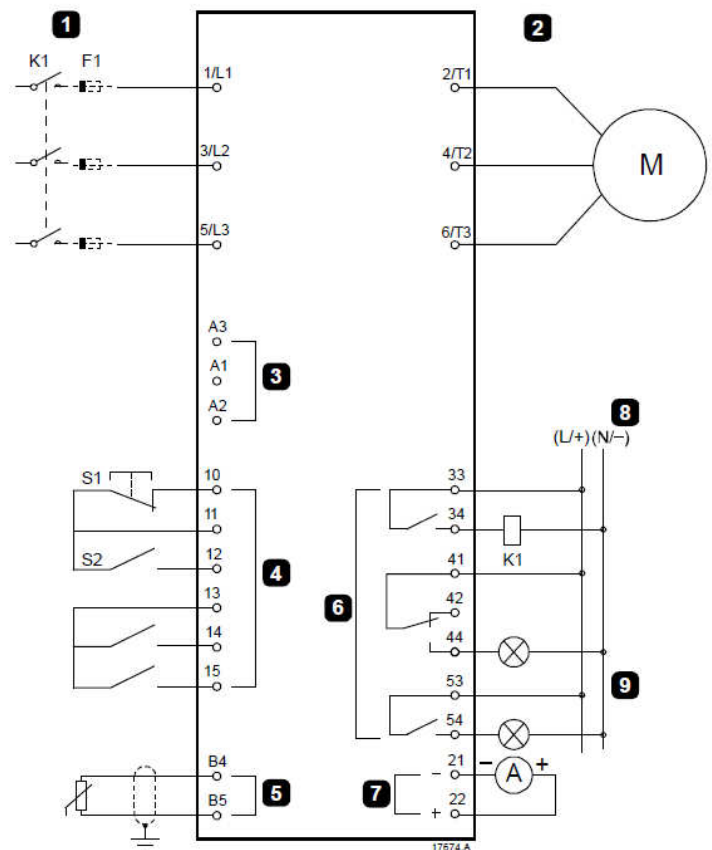 1 2
K1 F1
1/L1 2/T1
M
3/L2 4/T2
5/L3 6/T3
A3
A1 3
A2
8
(L/+) (N/–)
S1 10 33
11 34
K1
S2 12 41
4
13 42
6
14 44
15 53
9
54
B4 21 – A +
5 7 –
B5 22
+
17674.A